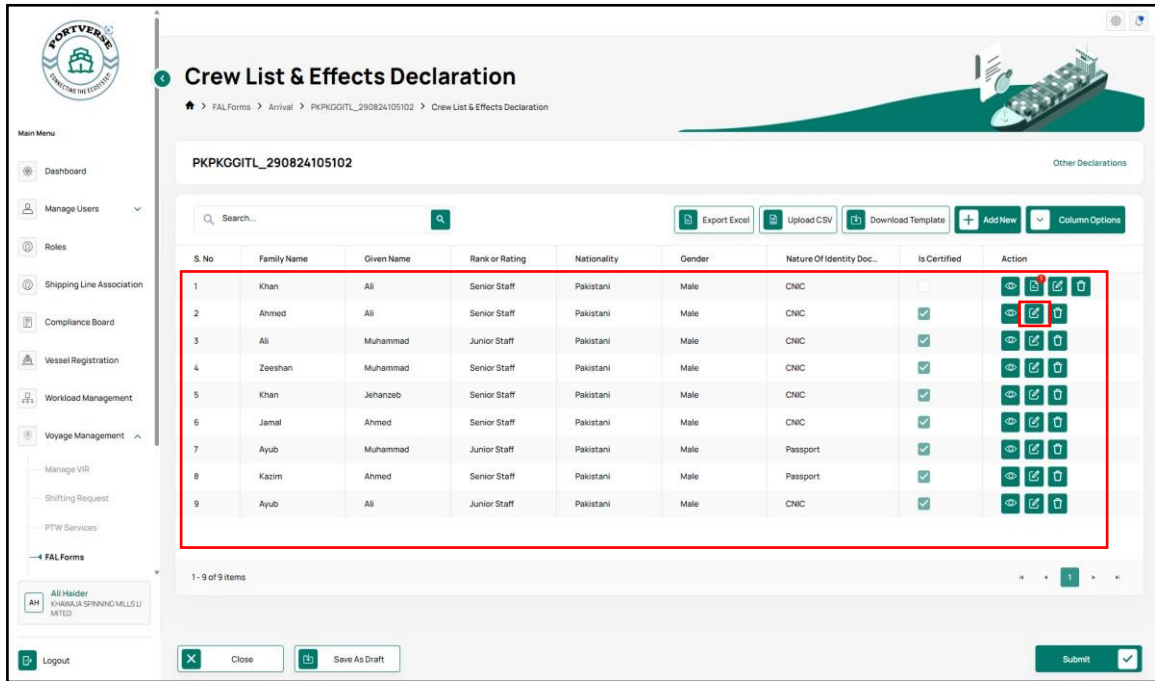 PORTVERSE
CONNECTING THE ECOSYSTEM
Crew List & Effects Declaration
FAL Forms > Arrival > PKPKGGITL_290824105102 > Crew List & Effects Declaration
Main Menu
Dashboard
Manage Users
Roles
Shipping Line Association
Compliance Board
Vessel Registration
Workload Management
Voyage Management
Manage VIR
Shifting Request
PTW Services
FAL Forms
AH Ali Haider
KHAWAJA SPINNING MILLS LI
MITED
Logout
PKPKGGITL_290824105102 Other Declarations
Search... Export Excel Upload CSV Download Template Add New Column Options
S. No Family Name Given Name Rank or Rating Nationality Gender Nature Of Identity Doc... Is Certified Action
1 Khan Ali Senior Staff Pakistani Male CNIC
2 Ahmed Ali Senior Staff Pakistani Male CNIC
3 Ali Muhammad Junior Staff Pakistani Male CNIC
4 Zeeshan Muhammad Senior Staff Pakistani Male CNIC
5 Khan Jehanzeb Senior Staff Pakistani Male CNIC
6 Jamal Ahmed Senior Staff Pakistani Male CNIC
7 Ayub Muhammad Junior Staff Pakistani Male Passport
8 Kazim Ahmed Senior Staff Pakistani Male Passport
9 Ayub Ali Junior Staff Pakistani Male CNIC
1 - 9 of 9 items 1
Close Save As Draft Submit